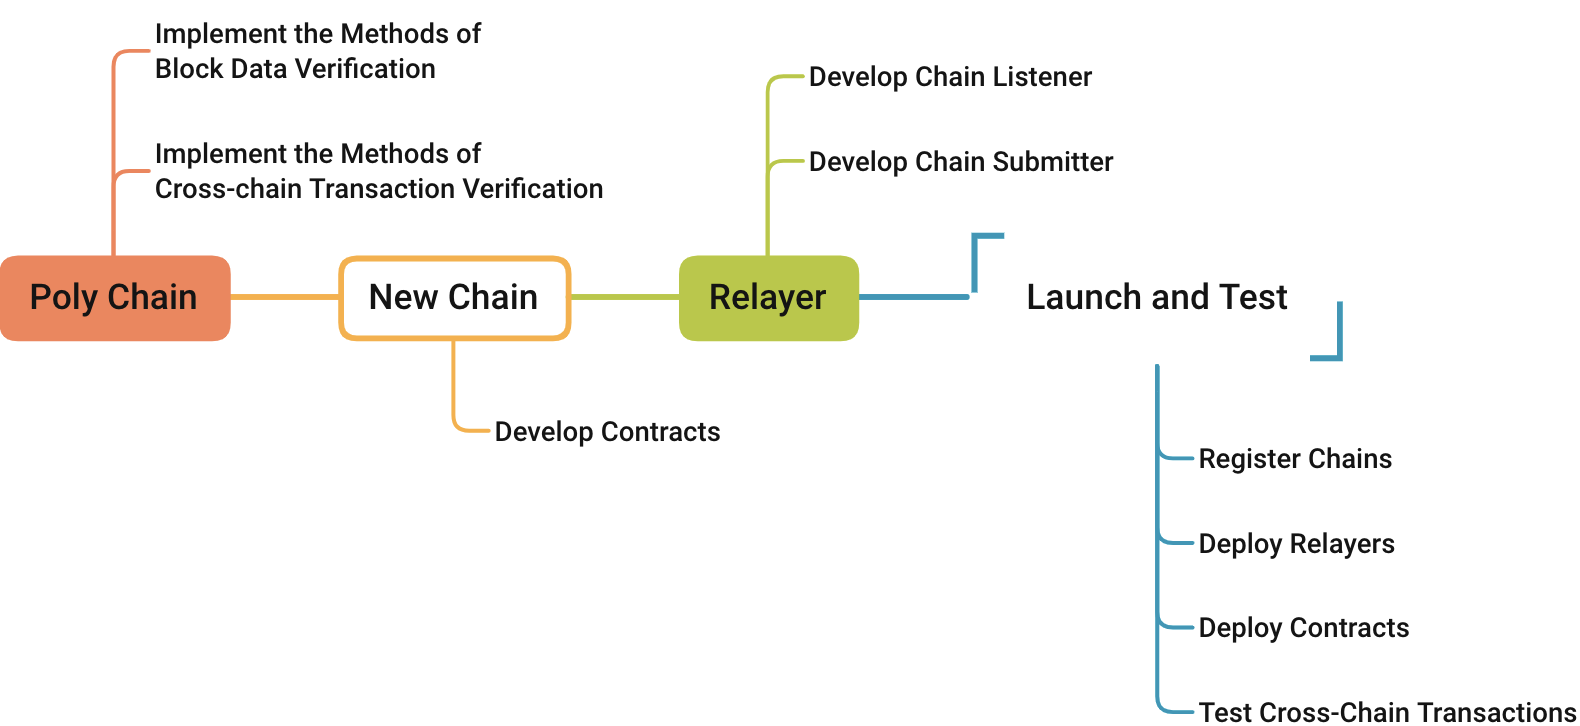 Implement the Methods of
Block Data Verification
Implement the Methods of
Cross-chain Transaction Verification
Develop Chain Listener
Develop Chain Submitter
Poly Chain
New Chain
Relayer
Launch and Test
Develop Contracts
Register Chains
Deploy Relayers
Deploy Contracts
Test Cross-Chain Transactions